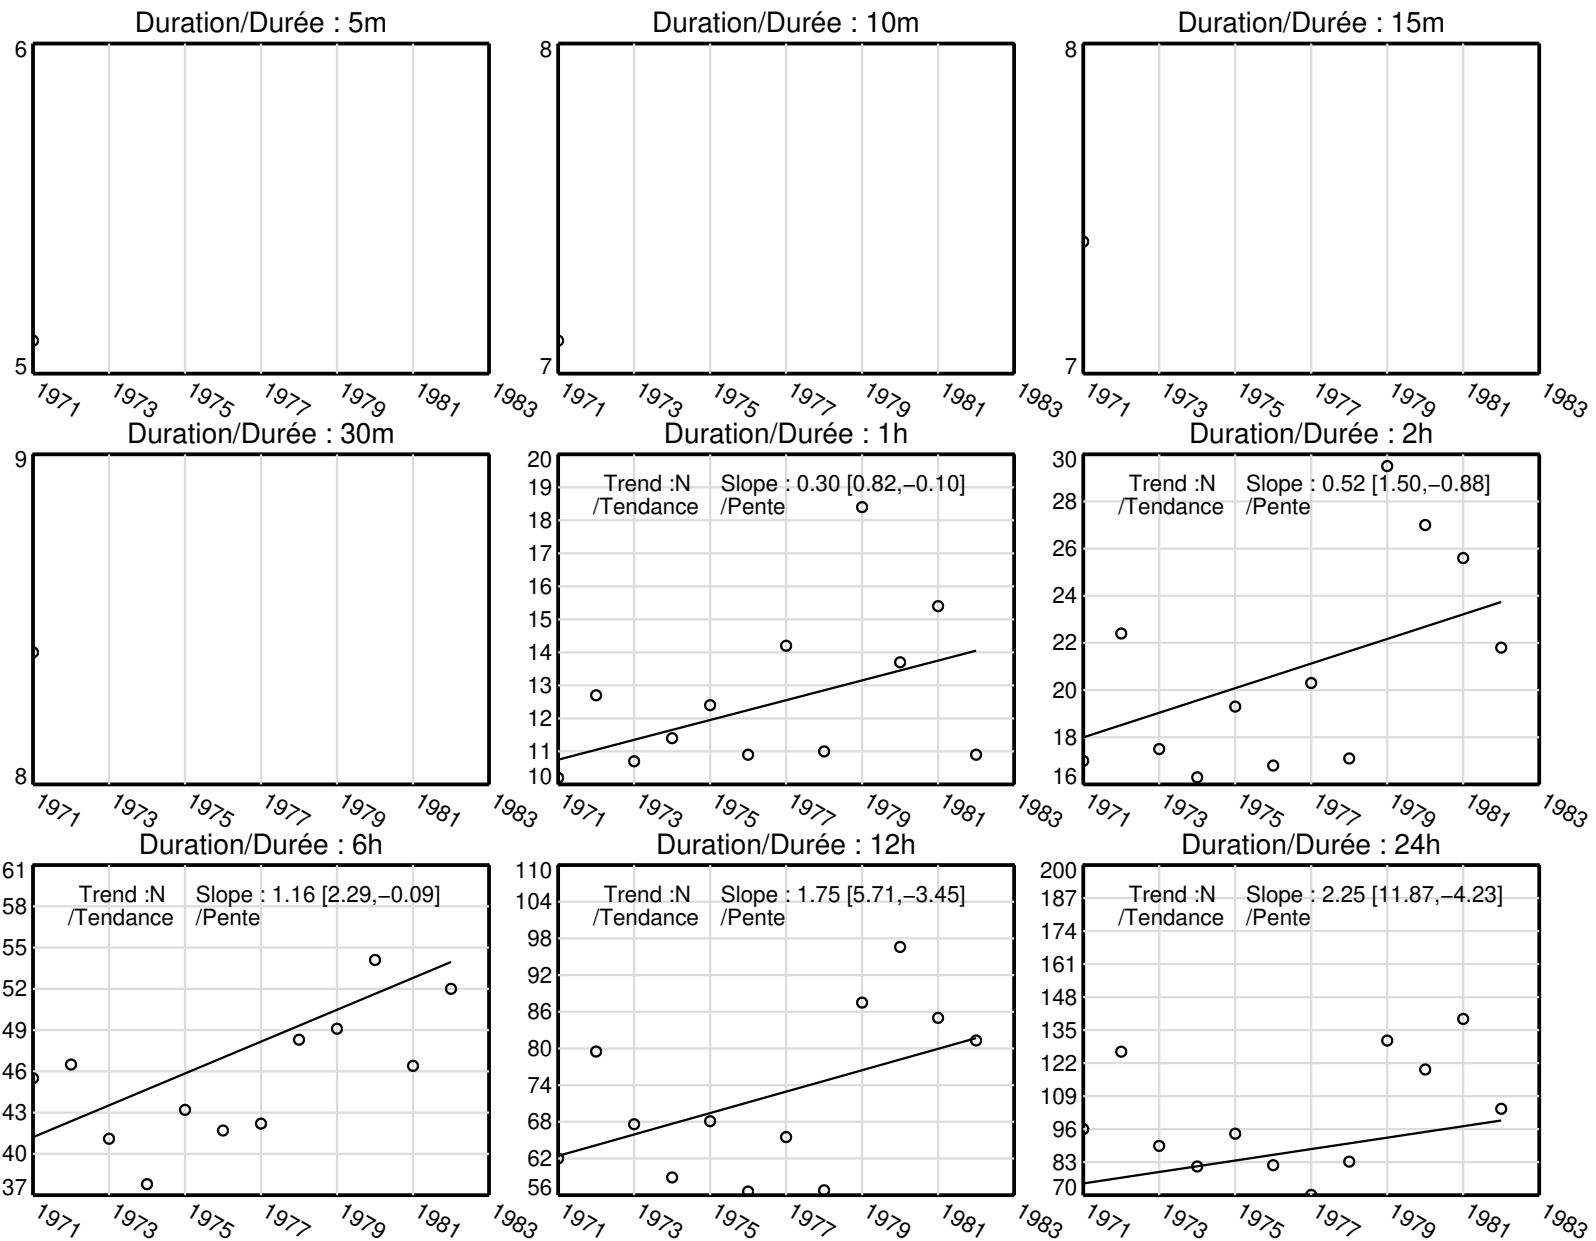 Duration/Durée : 5m
6
5
1971 1973 1975 1977 1979 1981 1983
Duration/Durée : 10m
8
7
1971 1973 1975 1977 1979 1981 1983
Duration/Durée : 15m
8
7
1971 1973 1975 1977 1979 1981 1983
Duration/Durée : 30m
9
8
1971 1973 1975 1977 1979 1981 1983
Duration/Durée : 1h
Trend :N Slope : 0.30 [0.82,−0.10]
/Tendance /Pente
20
19
18
17
16
15
14
13
12
11
10
1971 1973 1975 1977 1979 1981 1983
Duration/Durée : 2h
Trend :N Slope : 0.52 [1.50,−0.88]
/Tendance /Pente
30
28
26
24
22
20
18
16
1971 1973 1975 1977 1979 1981 1983
Duration/Durée : 6h
Trend :N Slope : 1.16 [2.29,−0.09]
/Tendance /Pente
61
58
55
52
49
46
43
40
37
1971 1973 1975 1977 1979 1981 1983
Duration/Durée : 12h
Trend :N Slope : 1.75 [5.71,−3.45]
/Tendance /Pente
110
104
98
92
86
80
74
68
62
56
1971 1973 1975 1977 1979 1981 1983
Duration/Durée : 24h
Trend :N Slope : 2.25 [11.87,−4.23]
/Tendance /Pente
200
187
174
161
148
135
122
109
96
83
70
1971 1973 1975 1977 1979 1981 1983